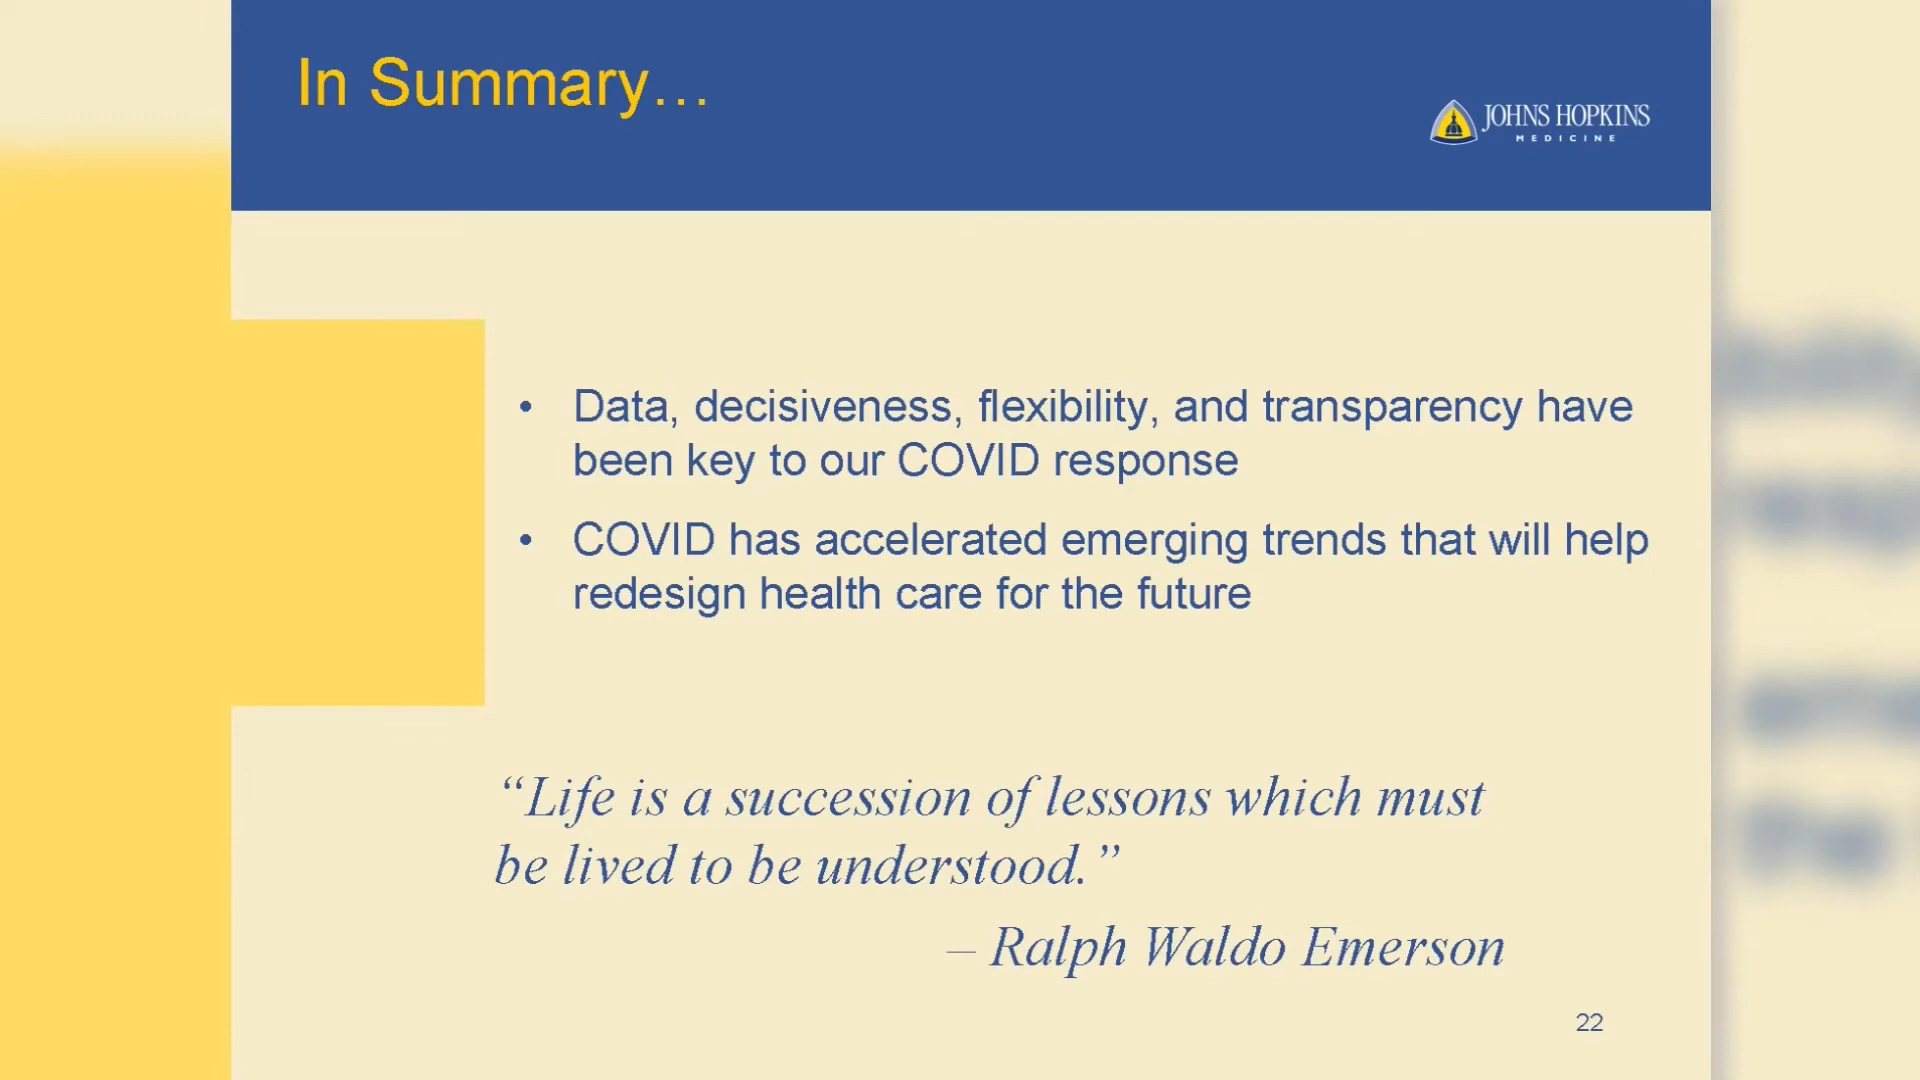 In Summary…
JOHNS HOPKINS
MEDICINE
• Data, decisiveness, flexibility, and transparency have
been key to our COVID response
• COVID has accelerated emerging trends that will help
redesign health care for the future
“Life is a succession of lessons which must
be lived to be understood.”
– Ralph Waldo Emerson
22